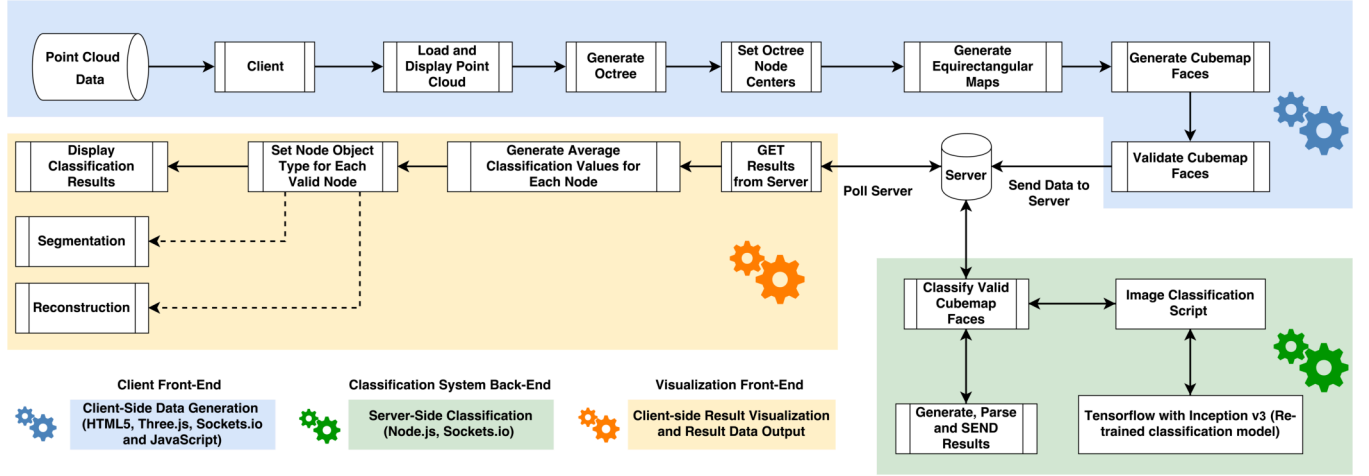 Point Cloud
Data
Client
Load and
Display Point
Cloud
Generate
Octree
Set Octree
Node
Centers
Generate
Equirectangular
Maps
Generate Cubemap
Faces
Display
Classification
Results
Set Node Object
Type for Each
Valid Node
Generate Average
Classification Values for
Each Node
GET
Results
from Server
Poll Server
Server
Send Data to
Server
Validate Cubemap
Faces
Segmentation
Reconstruction
Classify Valid
Cubemap
Faces
Image Classification
Script
Generate, Parse
and SEND
Results
Tensorflow with Inception v3 (Re-
trained classification model)
Client Front-End
Client-Side Data Generation
(HTML5, Three.js, Sockets.io
and JavaScript)
Classification System Back-End
Server-Side Classification
(Node.js, Sockets.io)
Visualization Front-End
Client-side Result Visualization
and Result Data Output